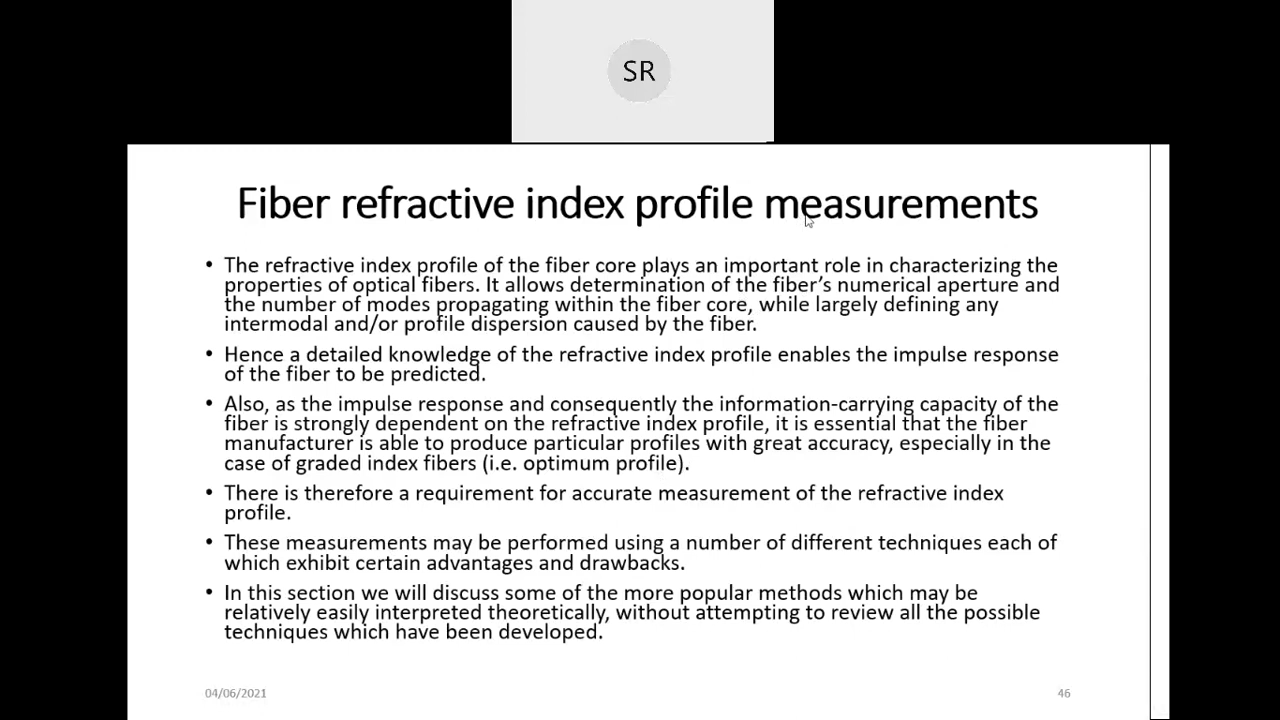 SR
Fiber refractive index profile measurements
• The refractive index profile of the fiber core plays an important role in characterizing the
properties of optical fibers. It allows determination of the fiber’s numerical aperture and
the number of modes propagating within the fiber core, while largely defining any
intermodal and/or profile dispersion caused by the fiber.
• Hence a detailed knowledge of the refractive index profile enables the impulse response
of the fiber to be predicted.
• Also, as the impulse response and consequently the information-carrying capacity of the
fiber is strongly dependent on the refractive index profile, it is essential that the fiber
manufacturer is able to produce particular profiles with great accuracy, especially in the
case of graded index fibers (i.e. optimum profile).
• There is therefore a requirement for accurate measurement of the refractive index
profile.
• These measurements may be performed using a number of different techniques each of
which exhibit certain advantages and drawbacks.
• In this section we will discuss some of the more popular methods which may be
relatively easily interpreted theoretically, without attempting to review all the possible
techniques which have been developed.
04/06/2021
46